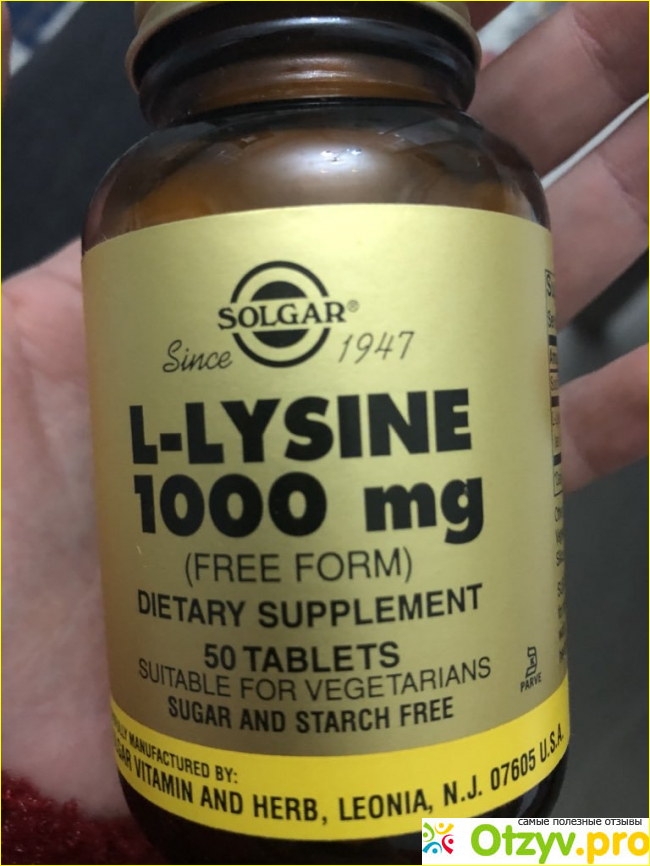 SOLGAR®
Since 1947
L-LYSINE
1000 mg
(FREE FORM)
DIETARY SUPPLEMENT
50 TABLETS
SUITABLE FOR VEGETARIANS
SUGAR AND STARCH FREE
PARVE
MANUFACTURED BY:
VITAMIN AND HERB, LEONIA, N.J. 07605 U.S.A.
самые полезные отзывы
Otzyv.pro